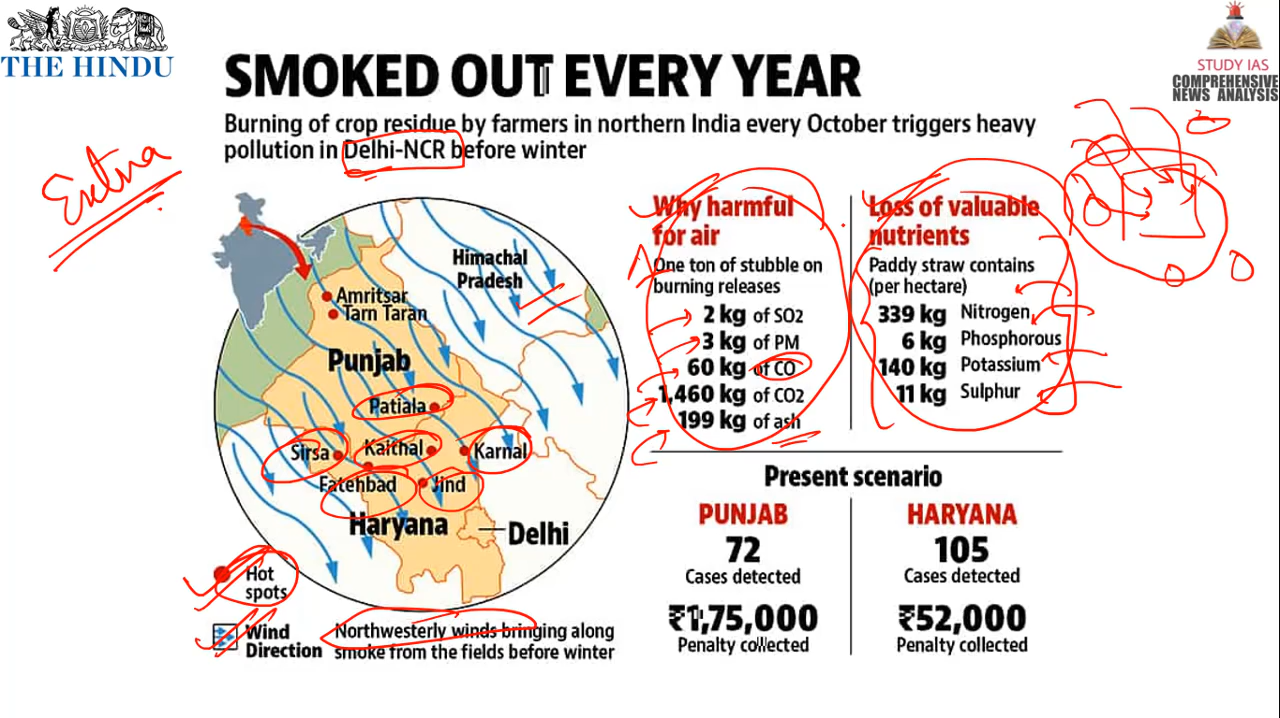 THE HINDU
STUDY IAS
COMPREHENSIVE
NEWS ANALYSIS
SMOKED OUT EVERY YEAR
Burning of crop residue by farmers in northern India every October triggers heavy
pollution in Delhi-NCR before winter
Extra
Himachal
Pradesh
Amritsar
Tarn Taran
Punjab
Patiala
Sirsa
Kaithal
Karnal
Fatehbad
Jind
Haryana
Delhi
Hot
spots
Wind
Direction
Northwesterly winds bringing along
smoke from the fields before winter
Why harmful
for air
One ton of stubble on
burning releases
2 kg of SO2
3 kg of PM
60 kg of CO
1,460 kg of CO2
199 kg of ash
Loss of valuable
nutrients
Paddy straw contains
(per hectare)
339 kg Nitrogen
6 kg Phosphorous
140 kg Potassium
11 kg Sulphur
Present scenario
PUNJAB
72
Cases detected
₹1,75,000
Penalty collected
HARYANA
105
Cases detected
₹52,000
Penalty collected